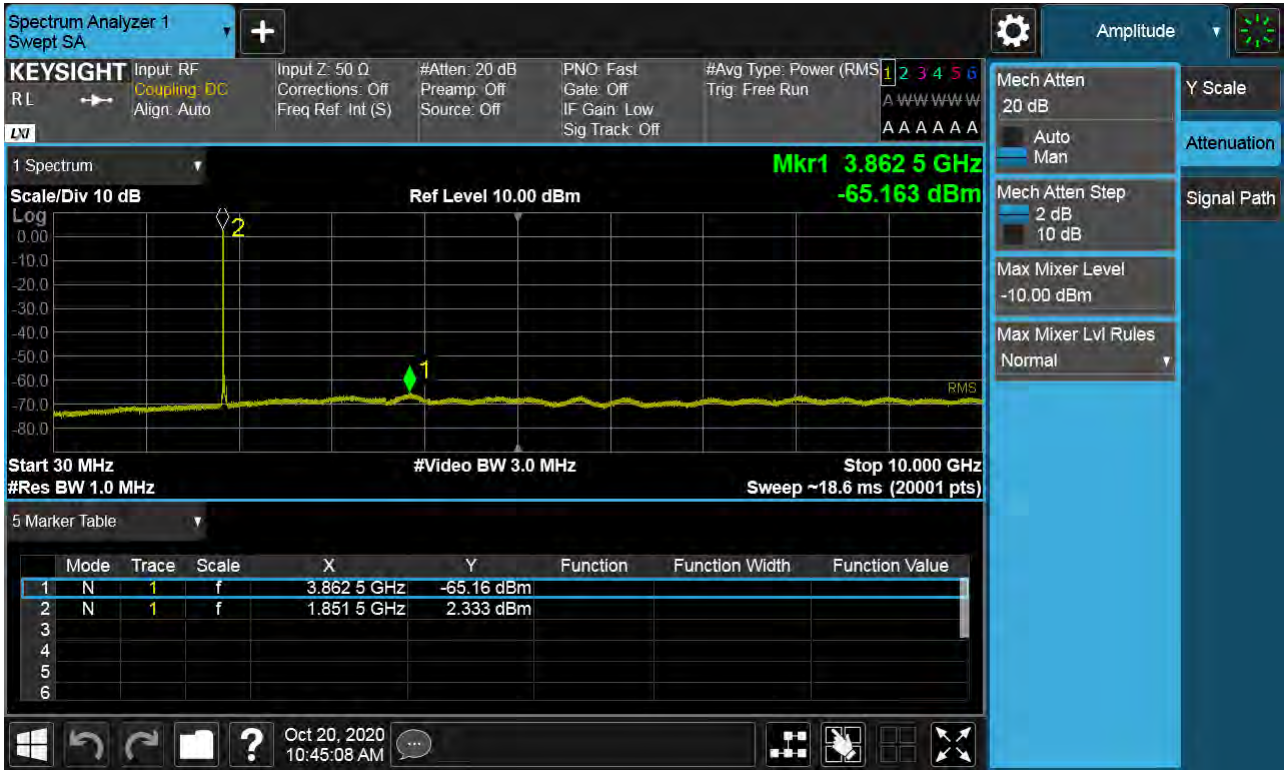 Spectrum Analyzer 1
Swept SA
+
Amplitude
KEYSIGHT
RL
LXI
Input: RF
Coupling: DC
Align: Auto
Input Z: 50 Ω
Corrections: Off
Freq Ref: Int (S)
#Atten: 20 dB
Preamp: Off
Source: Off
PNO: Fast
Gate: Off
IF Gain: Low
Sig Track: Off
#Avg Type: Power (RMS
Trig: Free Run
1 2 3 4 5 6
A W W W W W
A A A A A A
1 Spectrum
Mkr1 3.862 5 GHz
-65.163 dBm
Scale/Div 10 dB
Ref Level 10.00 dBm
Log
0.00
-10.0
-20.0
-30.0
-40.0
-50.0
-60.0
-70.0
-80.0
2
1
RMS
Start 30 MHz
#Video BW 3.0 MHz
Stop 10.000 GHz
#Res BW 1.0 MHz
Sweep ~18.6 ms (20001 pts)
5 Marker Table
Mode Trace Scale X Y Function Function Width Function Value
1 N 1 f 3.862 5 GHz -65.16 dBm
2 N 1 f 1.851 5 GHz 2.333 dBm
3
4
5
6
?
Oct 20, 2020
10:45:08 AM
Mech Atten
20 dB
Auto
Man
Mech Atten Step
2 dB
10 dB
Max Mixer Level
-10.00 dBm
Max Mixer Lvl Rules
Normal
Y Scale
Attenuation
Signal Path